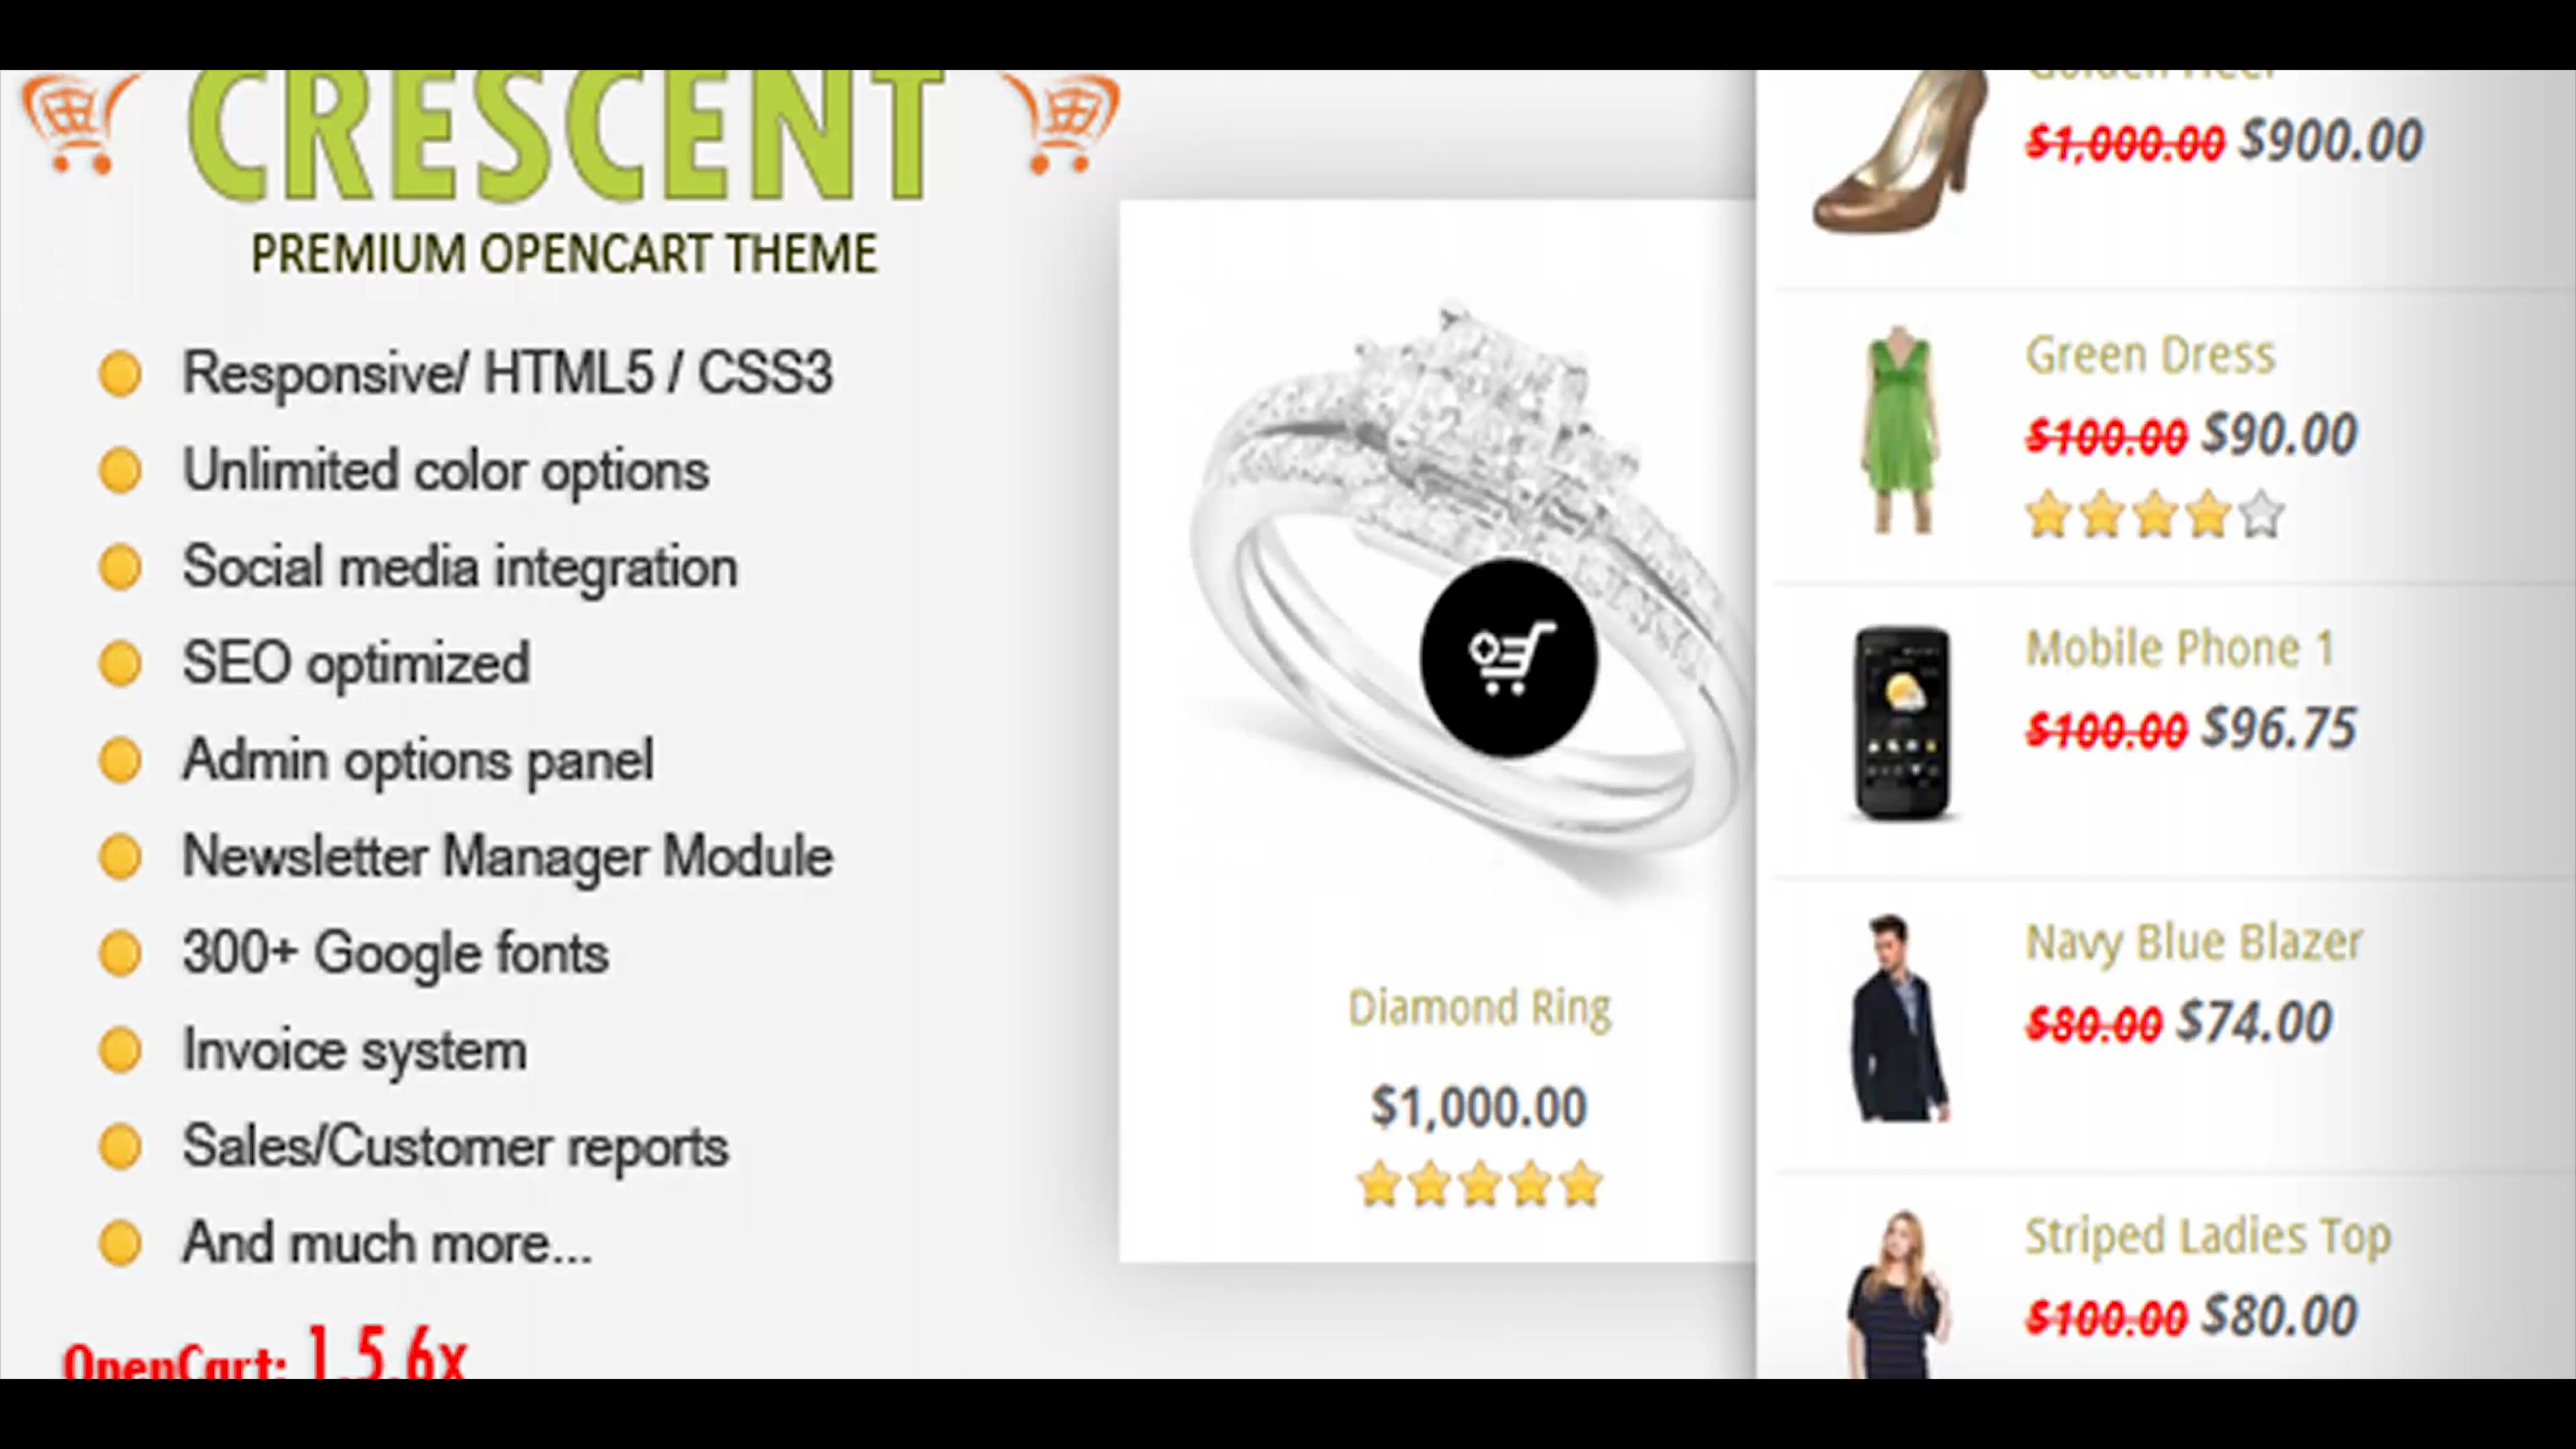 CRESCENT
PREMIUM OPENCART THEME
Responsive/ HTML5 / CSS3
Unlimited color options
Social media integration
SEO optimized
Admin options panel
Newsletter Manager Module
300+ Google fonts
Invoice system
Sales/Customer reports
And much more...
OpenCart: 1.5.6x
Diamond Ring
$1,000.00
Golden Heel
$1,000.00 $900.00
Green Dress
$100.00 $90.00
Mobile Phone 1
$100.00 $96.75
Navy Blue Blazer
$80.00 $74.00
Striped Ladies Top
$100.00 $80.00